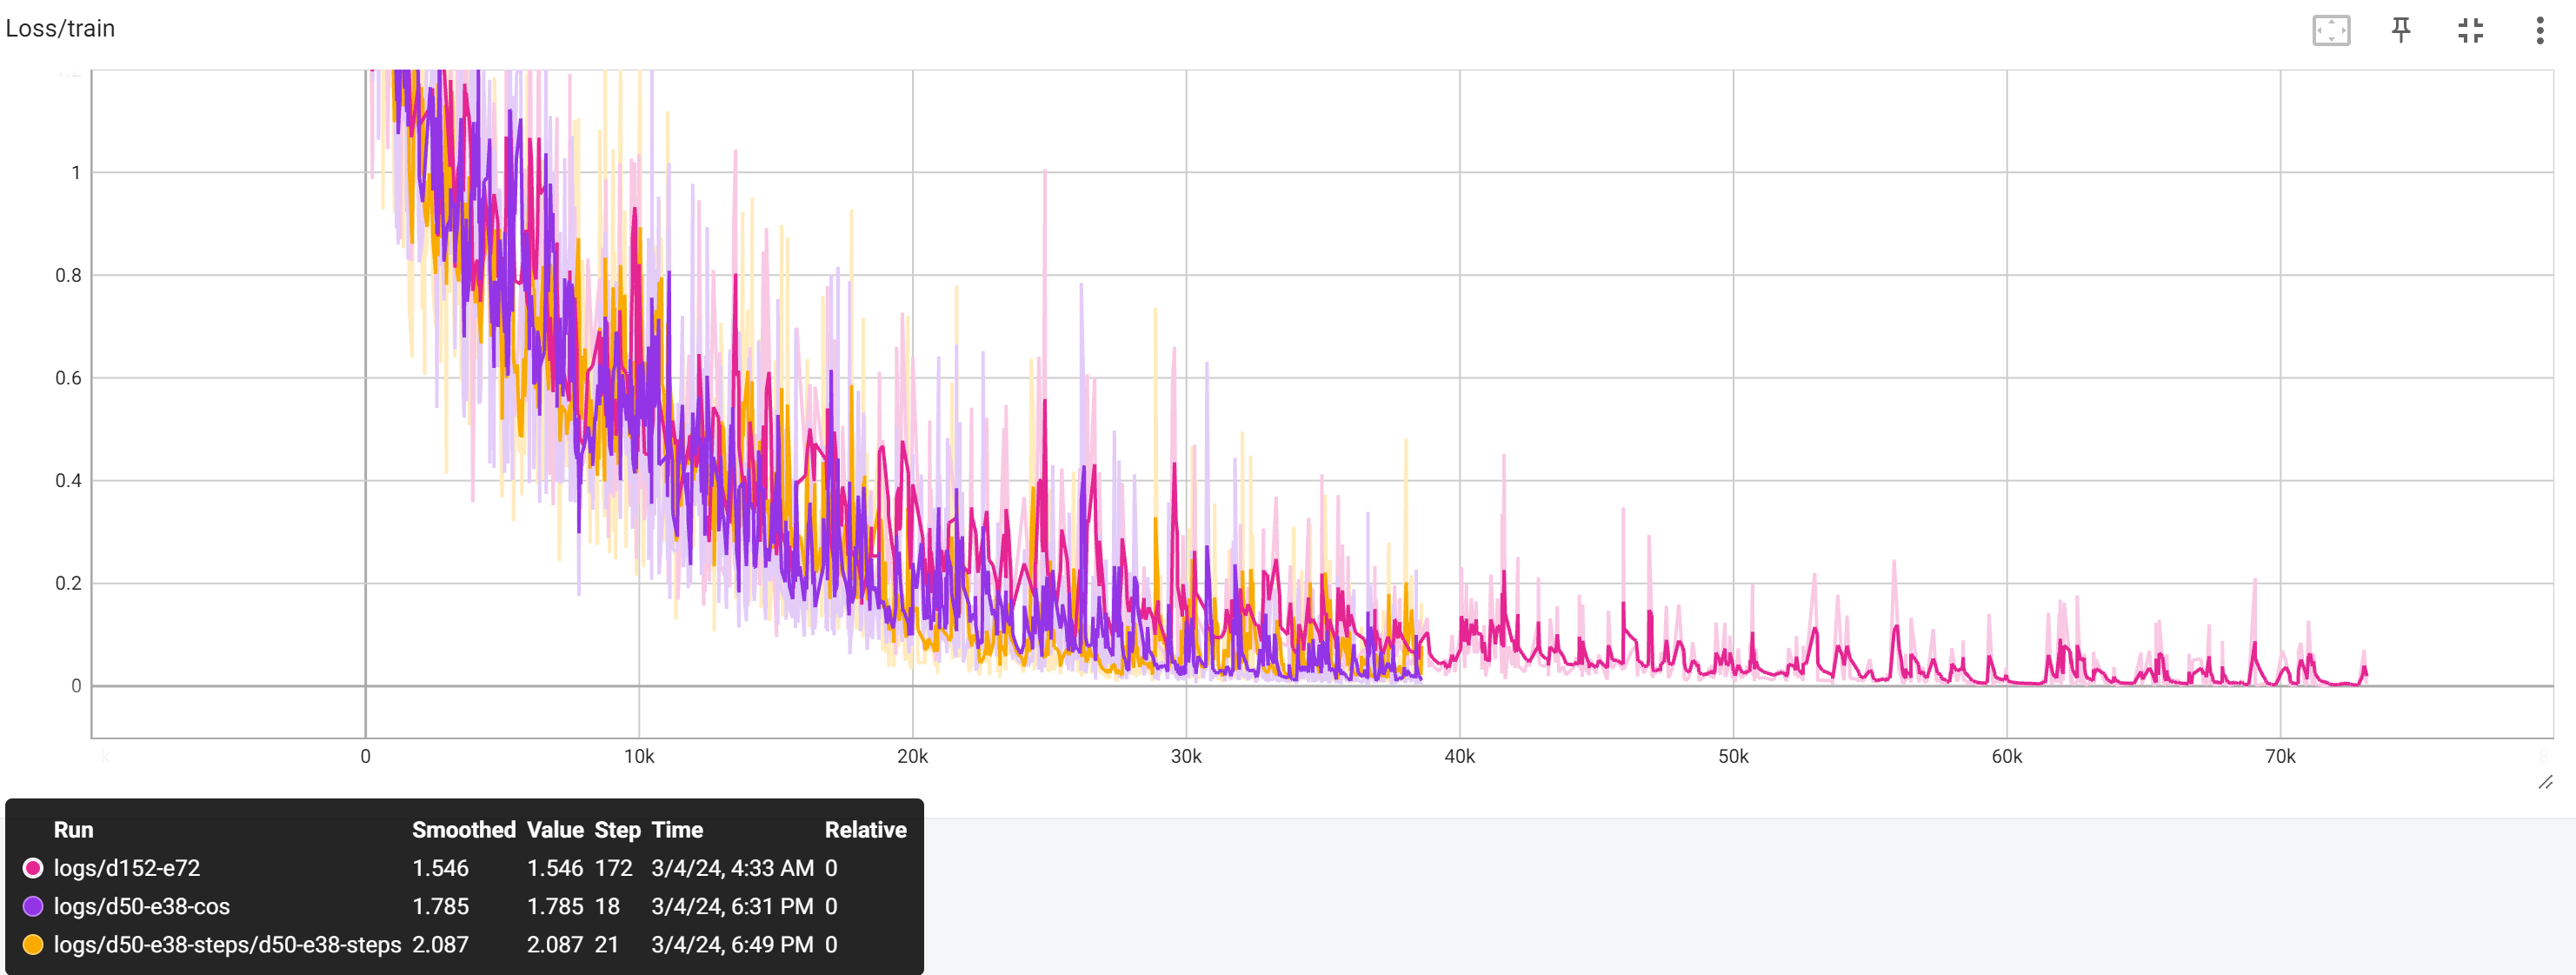 Loss/train
1.2
1
0.8
0.6
0.4
0.2
0
0 10k 20k 30k 40k 50k 60k 70k
Run Smoothed Value Step Time Relative
logs/d152-e72 1.546 1.546 172 3/4/24, 4:33 AM 0
logs/d50-e38-cos 1.785 1.785 18 3/4/24, 6:31 PM 0
logs/d50-e38-steps/d50-e38-steps 2.087 2.087 21 3/4/24, 6:49 PM 0